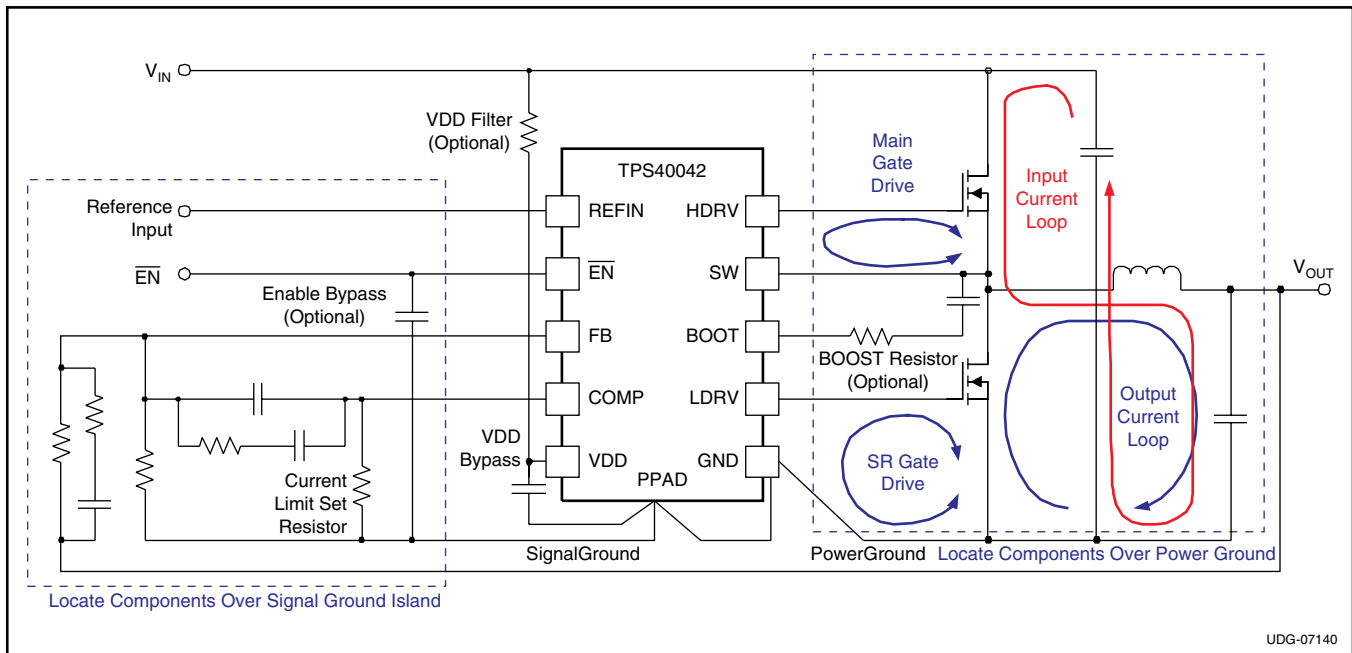 VIN
VDD Filter
(Optional)
TPS40042
Main
Gate
Drive
Input
Current
Loop
Reference
Input
REFIN
HDRV
EN
EN
SW
VOUT
Enable Bypass
(Optional)
FB
BOOT
BOOST Resistor
(Optional)
COMP
LDRV
Output
Current
Loop
VDD
Bypass
VDD
GND
PPAD
SR Gate
Drive
Current
Limit Set
Resistor
SignalGround
PowerGround
Locate Components Over Power Ground
Locate Components Over Signal Ground Island
UDG-07140